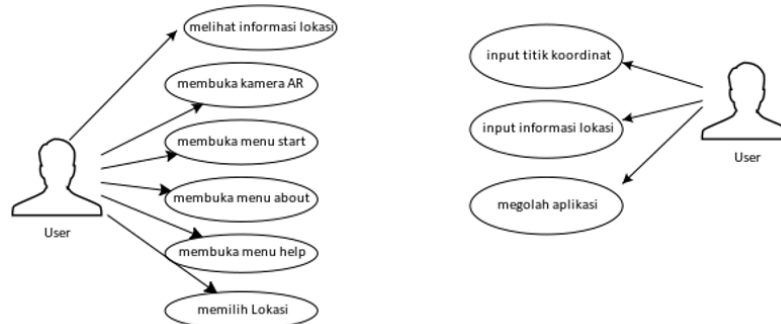 melihat informasi lokasi
membuka kamera AR
membuka menu start
membuka menu about
membuka menu help
memilih Lokasi
User
input titik koordinat
input informasi lokasi
megolah aplikasi
User